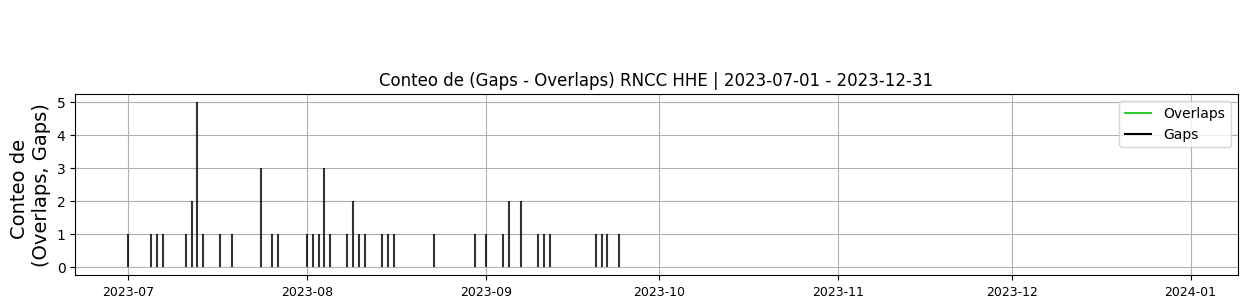 Conteo de (Gaps - Overlaps) RNCC HHE | 2023-07-01 - 2023-12-31
Conteo de
(Overlaps, Gaps)
5
4
3
2
1
0
Overlaps
Gaps
2023-07 2023-08 2023-09 2023-10 2023-11 2023-12 2024-01